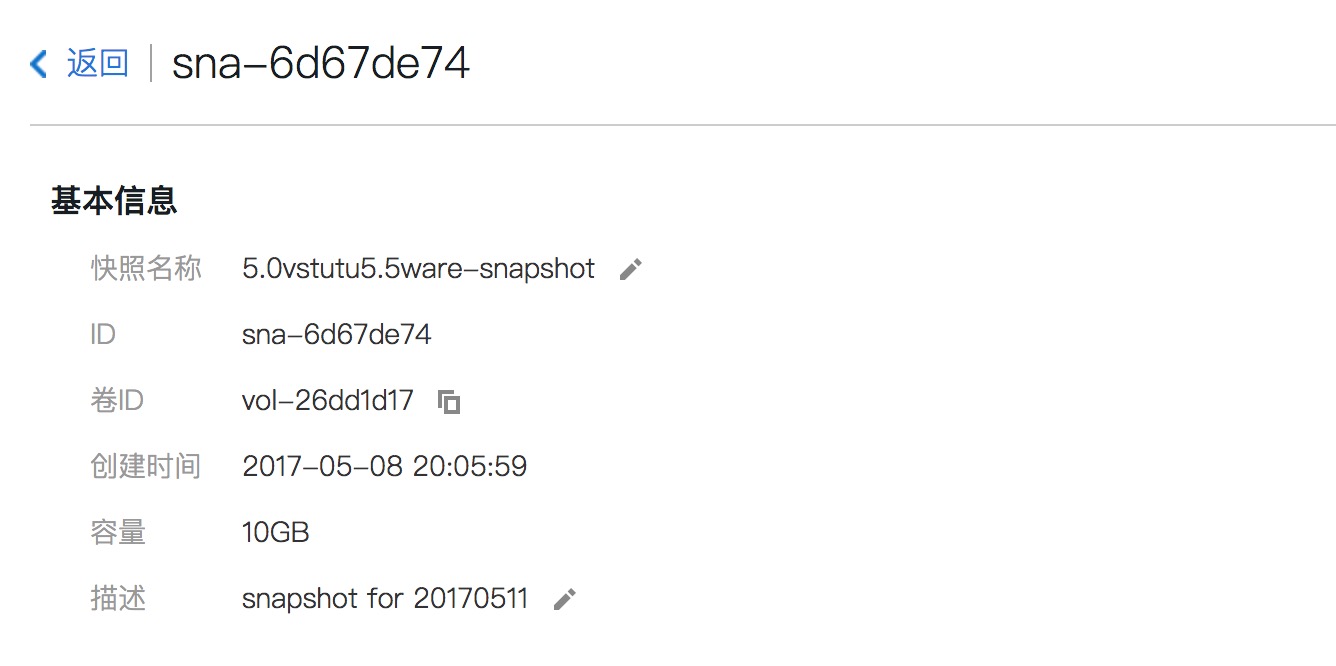 返回 sna-6d67de74
基本信息
快照名称 5.0vstutu5.5ware-snapshot
ID sna-6d67de74
卷ID vol-26dd1d17
创建时间 2017-05-08 20:05:59
容量 10GB
描述 snapshot for 20170511